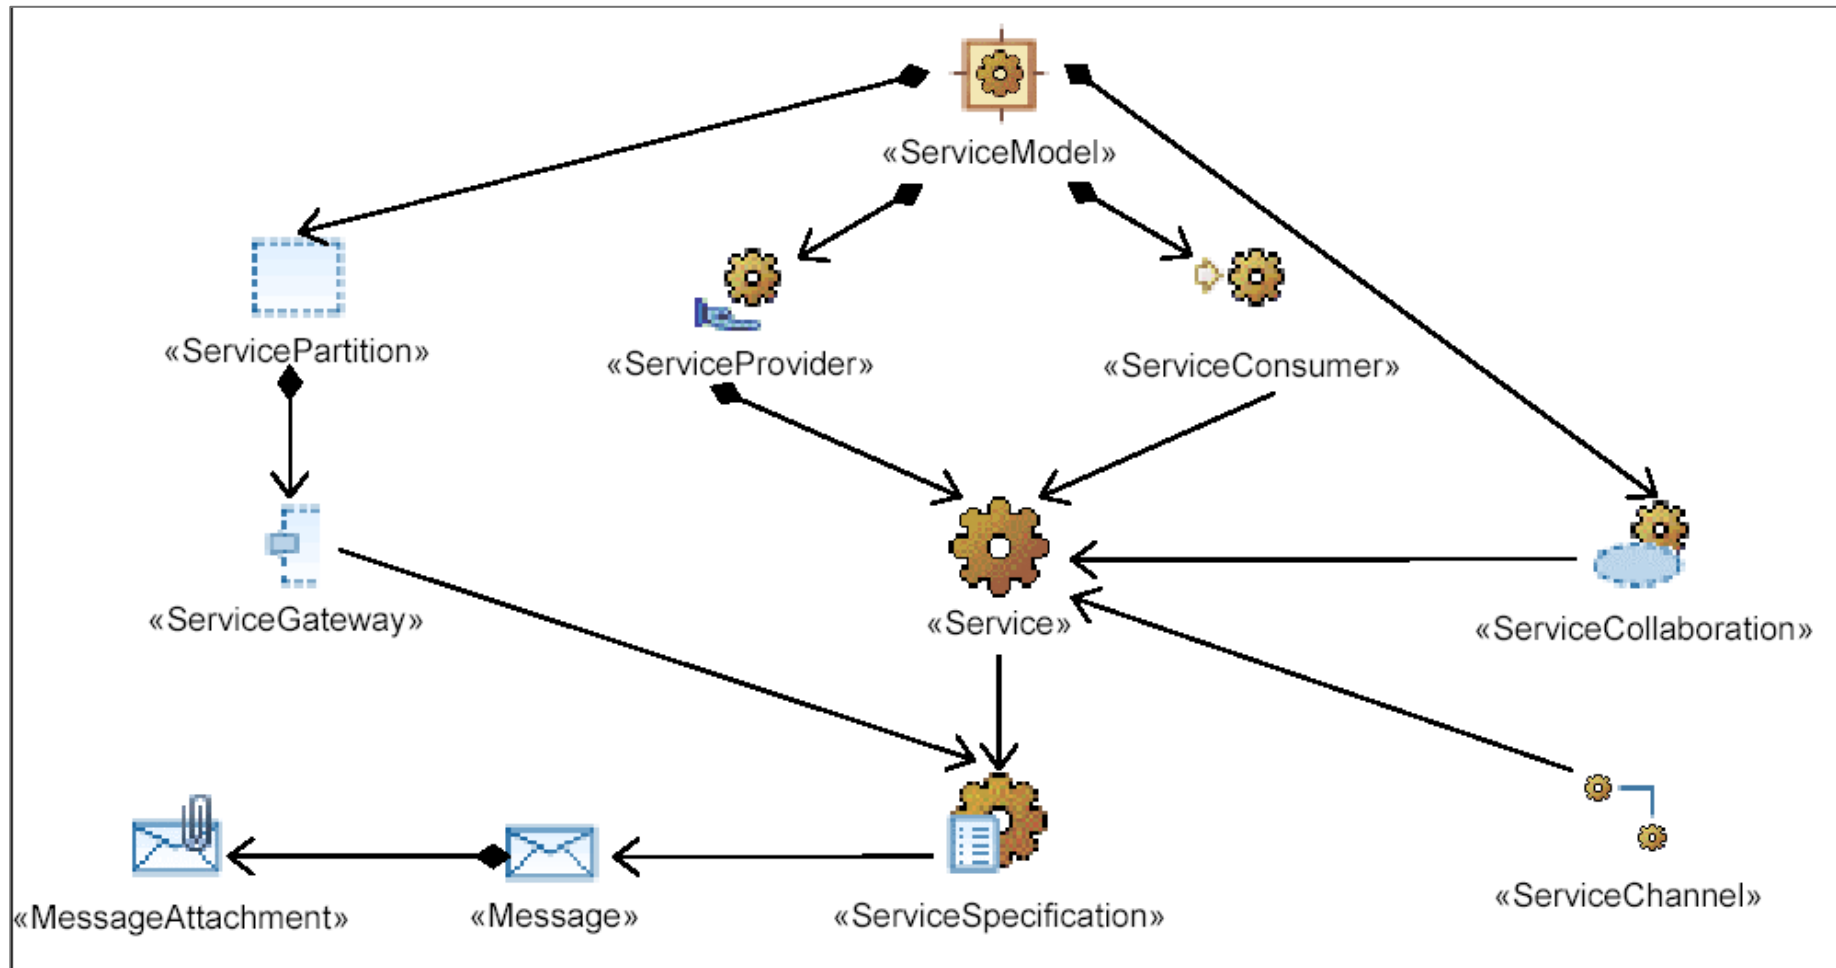 «ServiceModel»
«ServicePartition»
«ServiceProvider»
«ServiceConsumer»
«ServiceGateway»
«Service»
«ServiceCollaboration»
«MessageAttachment»
«Message»
«ServiceSpecification»
«ServiceChannel»